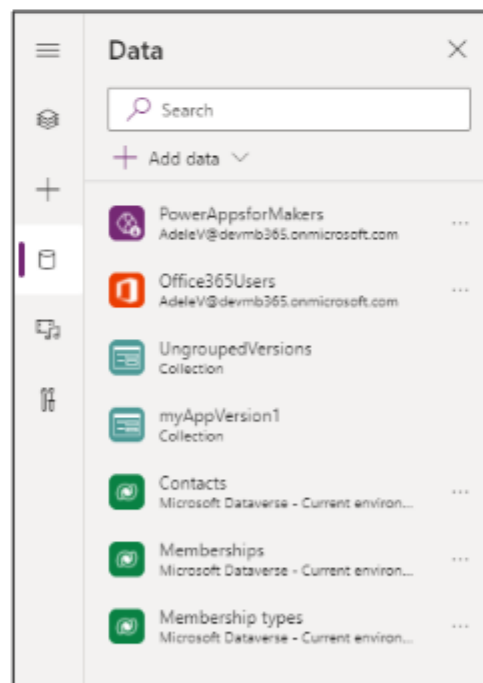 Data
Search
Add data
PowerAppsforMakers
AdeleV@devmb365.onmicrosoft.com
Office365Users
AdeleV@devmb365.onmicrosoft.com
UngroupedVersions
Collection
myAppVersion1
Collection
Contacts
Microsoft Dataverse - Current environ...
Memberships
Microsoft Dataverse - Current environ...
Membership types
Microsoft Dataverse - Current environ...